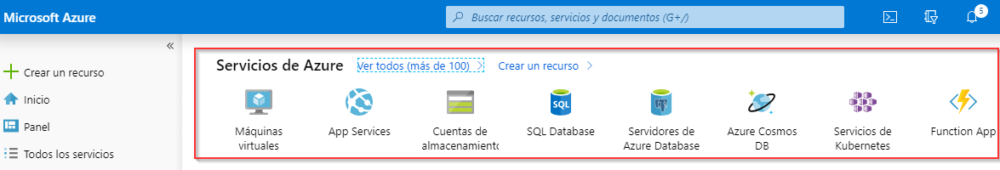 Microsoft Azure
Buscar recursos, servicios y documentos (G+/)
5
«
Crear un recurso
Inicio
Panel
Todos los servicios
Servicios de Azure
Ver todos (más de 100)
Crear un recurso
Máquinas
virtuales
App Services
Cuentas de
almacenamiento
SQL
SQL Database
Servidores de
Azure Database
Azure Cosmos
DB
Servicios de
Kubernetes
Function App